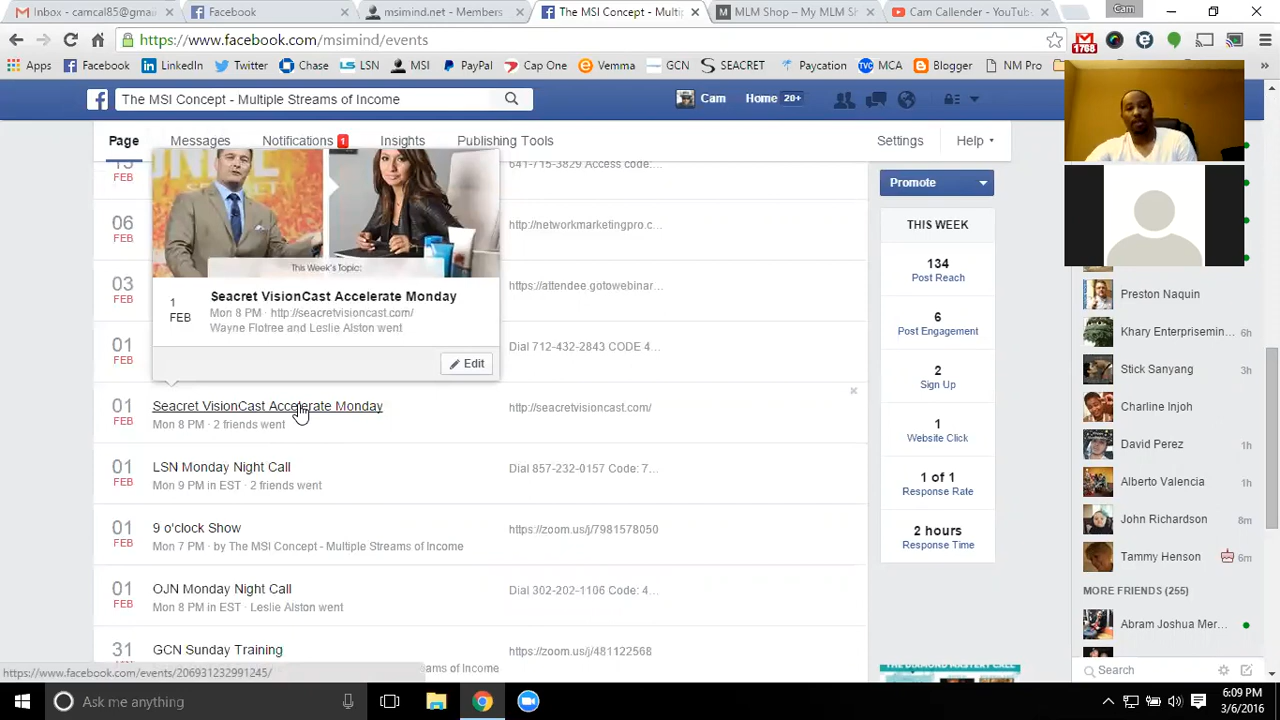 Inbox - camcal85@gmai
Facebook
msimind.net - Members
The MSI Concept - Multip
MLM Shop – My MLM Sh
Cam Callender - YouTube
Cam
https://www.facebook.com/msimind/events
1768
Apps Facebook LinkedIn Twitter Chase LSN MSI PayPal Cap One Vemma GCN SEACRET Paycation MCA Blogger NM Pro
The MSI Concept - Multiple Streams of Income
Cam Home 20+
Page Messages Notifications 1 Insights Publishing Tools Settings Help
FEB
641-715-3829 Access code:...
06
FEB
http://networkmarketingpro.c...
03
FEB
https://attendee.gotowebinar...
01
FEB
Dial 712-432-2843 CODE 4...
This Week's Topic:
1
FEB
Seacret VisionCast Accelerate Monday
Mon 8 PM · http://seacretvisioncast.com/
Wayne Flotree and Leslie Alston went
Edit
01
FEB
Seacret VisionCast Accelerate Monday
Mon 8 PM · 2 friends went
http://seacretvisioncast.com/
01
FEB
LSN Monday Night Call
Mon 9 PM in EST · 2 friends went
Dial 857-232-0157 Code: 7...
01
FEB
9 o'clock Show
Mon 7 PM · by The MSI Concept - Multiple Streams of Income
https://zoom.us/j/7981578050
01
FEB
OJN Monday Night Call
Mon 8 PM in EST · Leslie Alston went
Dial 302-202-1106 Code: 4...
31
GCN Sunday Training
https://zoom.us/j/481122568
eams of Income
https://www.facebook.com/events/206931232991245/
Promote
THIS WEEK
134
Post Reach
6
Post Engagement
2
Sign Up
1
Website Click
1 of 1
Response Rate
2 hours
Response Time
Preston Naquin
Khary Enterprisemin... 6h
Stick Sanyang 3h
Charline Injoh
David Perez 1h
Alberto Valencia 1h
John Richardson 8m
Tammy Henson 6m
MORE FRIENDS (255)
Abram Joshua Mer...
Search
Ask me anything
6:09 PM
3/6/2016